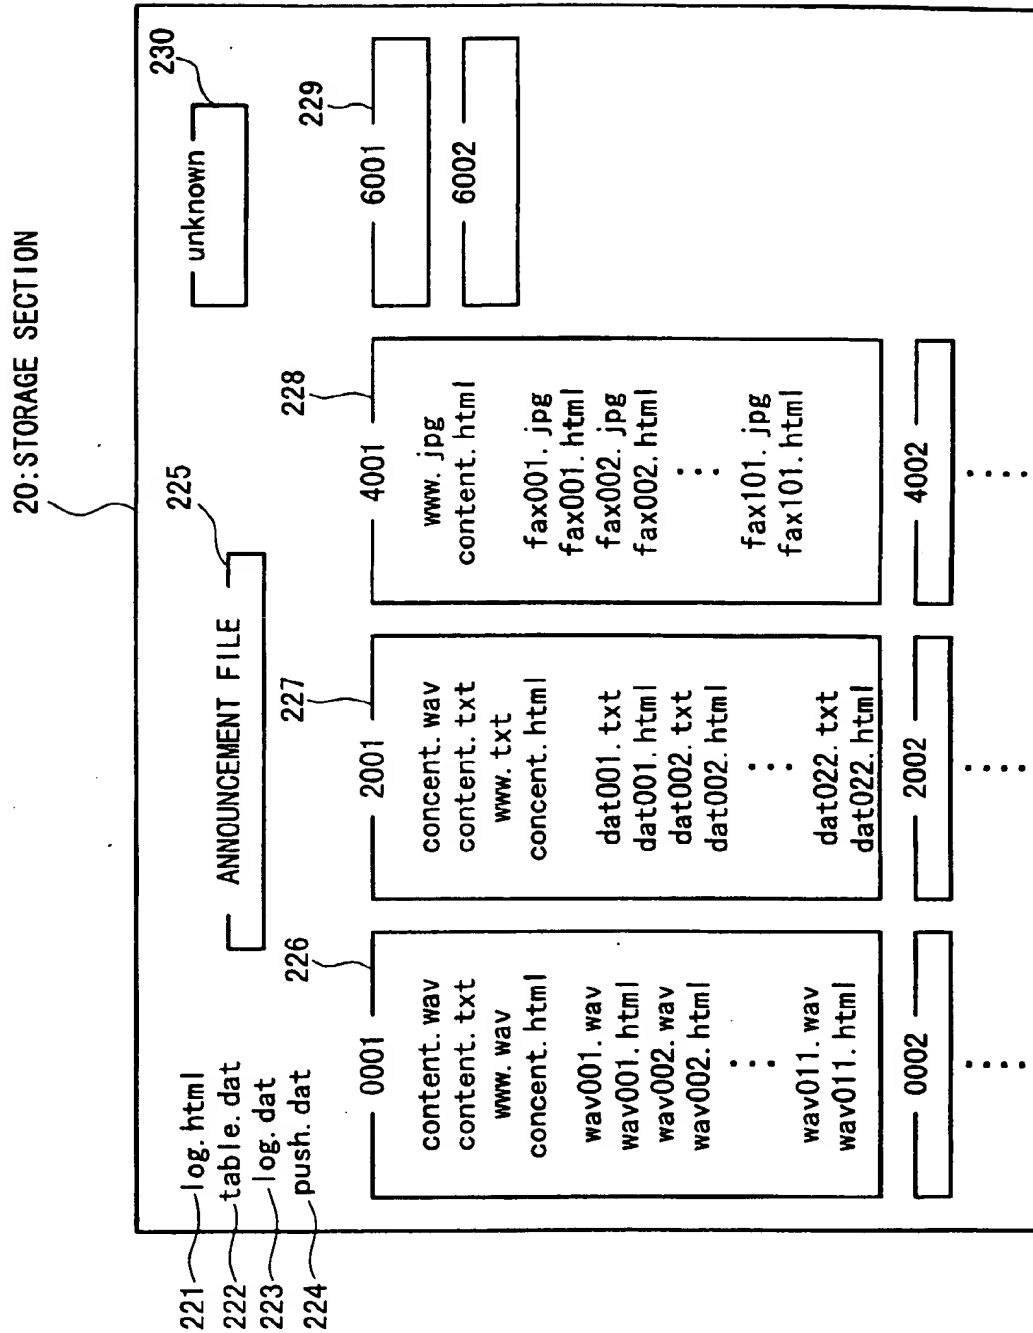 20:STORAGE SECTION
221 log.html
222 table.dat
223 log.dat
224 push.dat
ANNOUNCEMENT FILE 225
unknown 230
0001 226
content.wav
content.txt
www.wav
concent.html
wav001.wav
wav001.html
wav002.wav
wav002.html
wav011.wav
wav011.html
0002
2001 227
concent.wav
content.txt
www.txt
concent.html
dat001.txt
dat001.html
dat002.txt
dat002.html
dat022.txt
dat022.html
2002
4001 228
www.jpg
content.html
fax001.jpg
fax001.html
fax002.jpg
fax002.html
fax101.jpg
fax101.html
4002
6001 229
6002